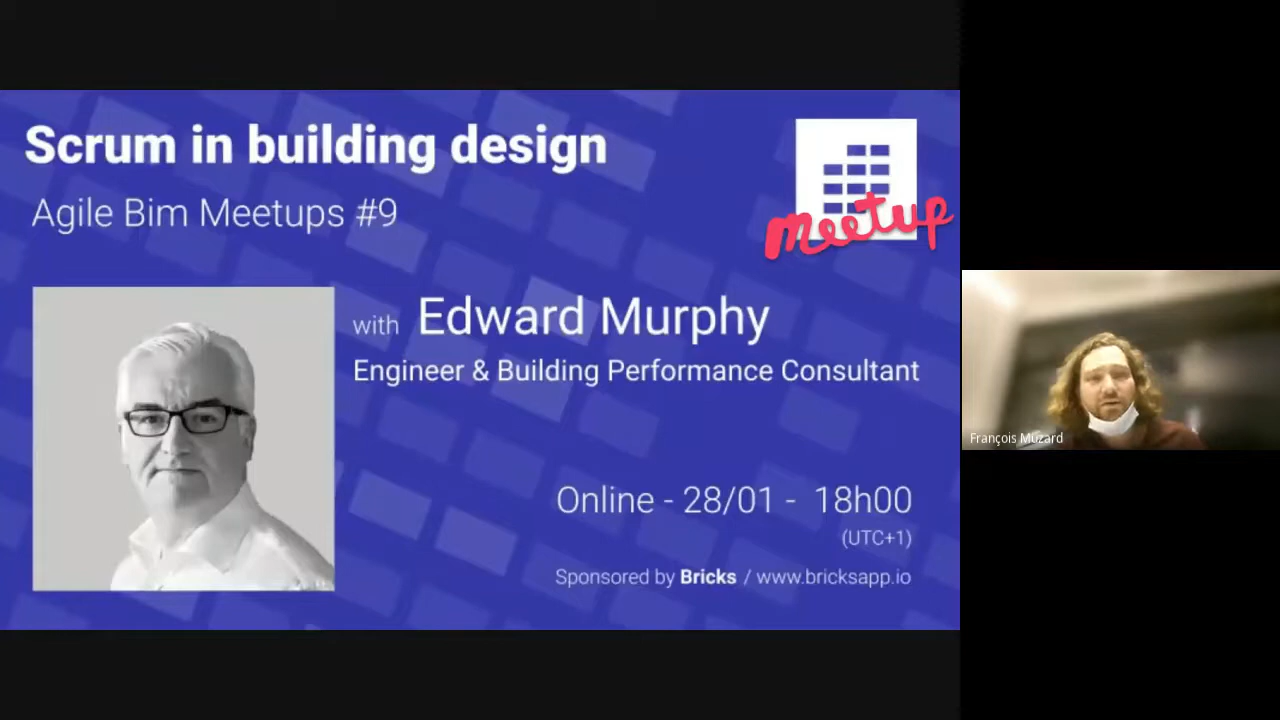 Scrum in building design
Agile Bim Meetups #9
meetup
with Edward Murphy
Engineer & Building Performance Consultant
Online - 28/01 - 18h00
(UTC+1)
Sponsored by Bricks / www.bricksapp.io
François Muzard